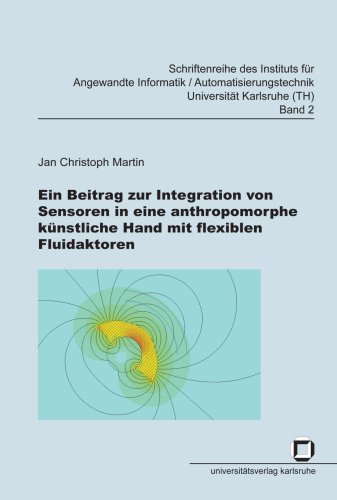 Schriftenreihe des Instituts für
Angewandte Informatik / Automatisierungstechnik
Universität Karlsruhe (TH)
Band 2
Jan Christoph Martin
Ein Beitrag zur Integration von
Sensoren in eine anthropomorphe
künstliche Hand mit flexiblen
Fluidaktoren
universitätsverlag karlsruhe